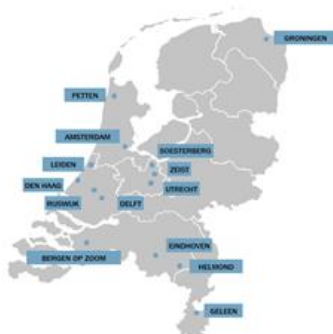 GRONINGEN
PETTEN
AMSTERDAM
SOESTERBERG
LEIDEN
ZEIST
DEN HAAG
UTRECHT
RIJSWIJK
DELFT
EINDHOVEN
BERGEN OP ZOOM
HELMOND
GELEEN